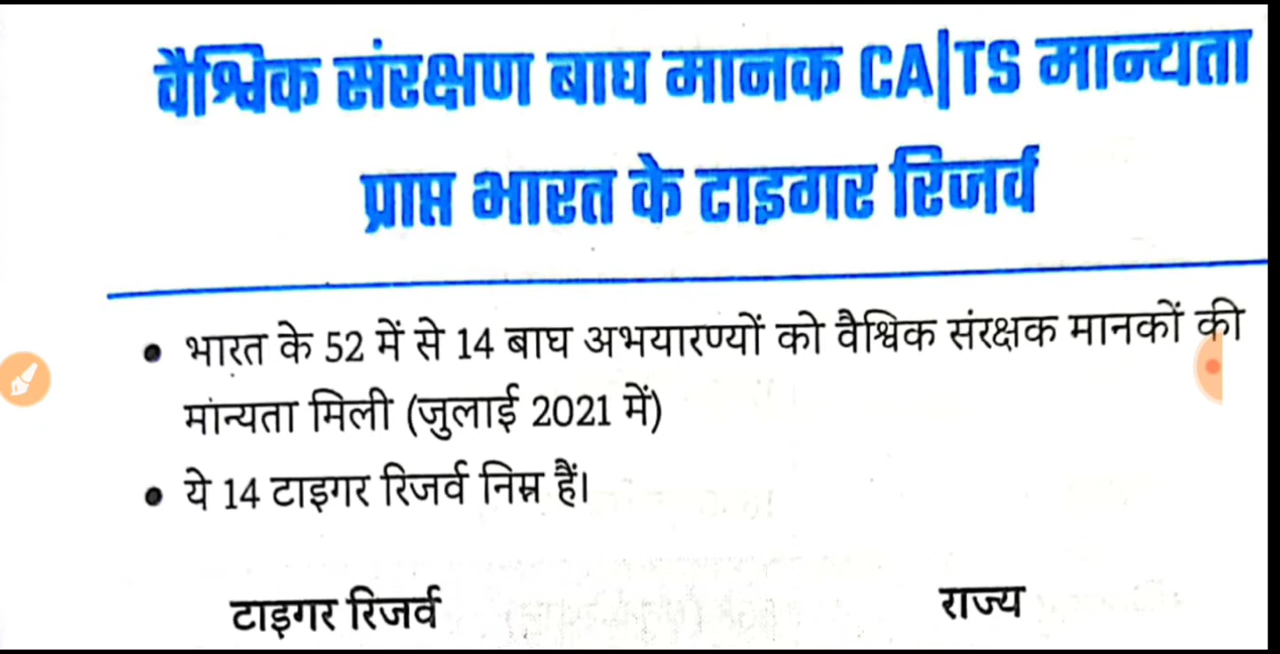 वैश्विक संरक्षण बाघ मानक CA|TS मान्यता
प्राप्त भारत के टाइगर रिजर्व
• भारत के 52 में से 14 बाघ अभयारण्यों को वैश्विक संरक्षक मानकों की
मान्यता मिली (जुलाई 2021 में)
• ये 14 टाइगर रिजर्व निम्न हैं।
टाइगर रिजर्व राज्य